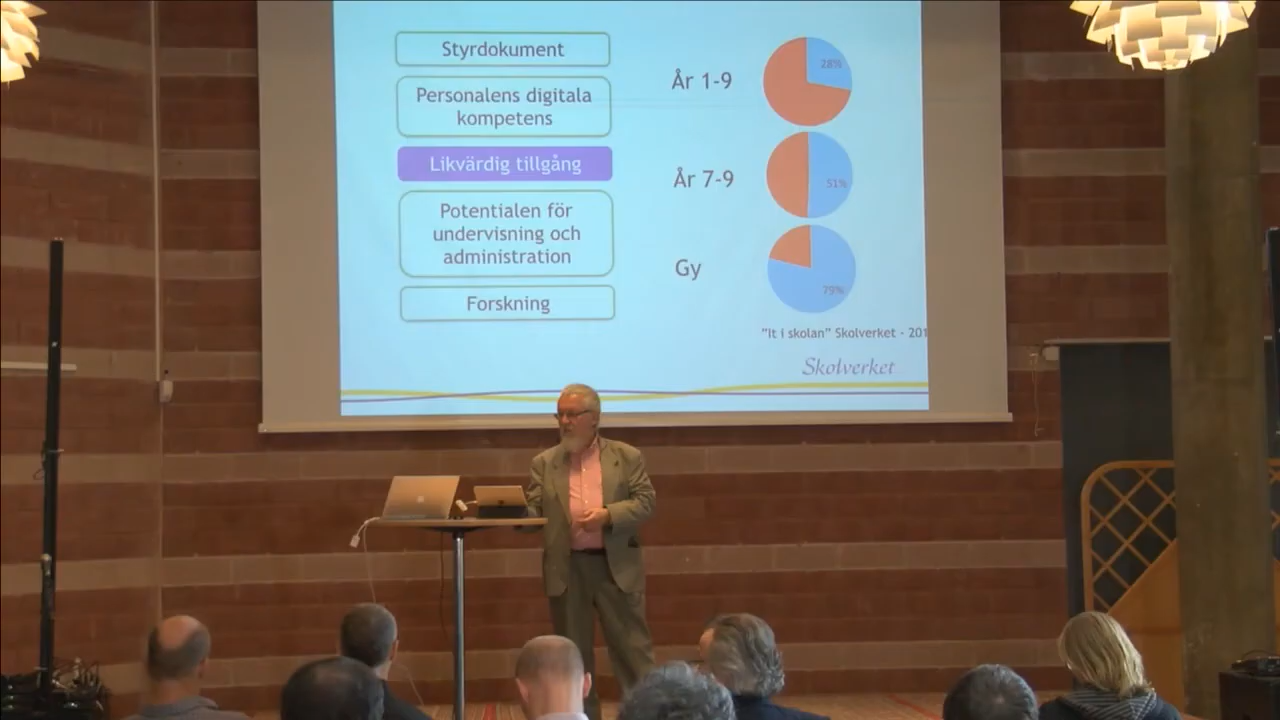 Styrdokument
Personalens digitala
kompetens
Likvärdig tillgång
Potentialen för
undervisning och
administration
Forskning
År 1-9
28%
År 7-9
51%
Gy
79%
"It i skolan" Skolverket - 201
Skolverket